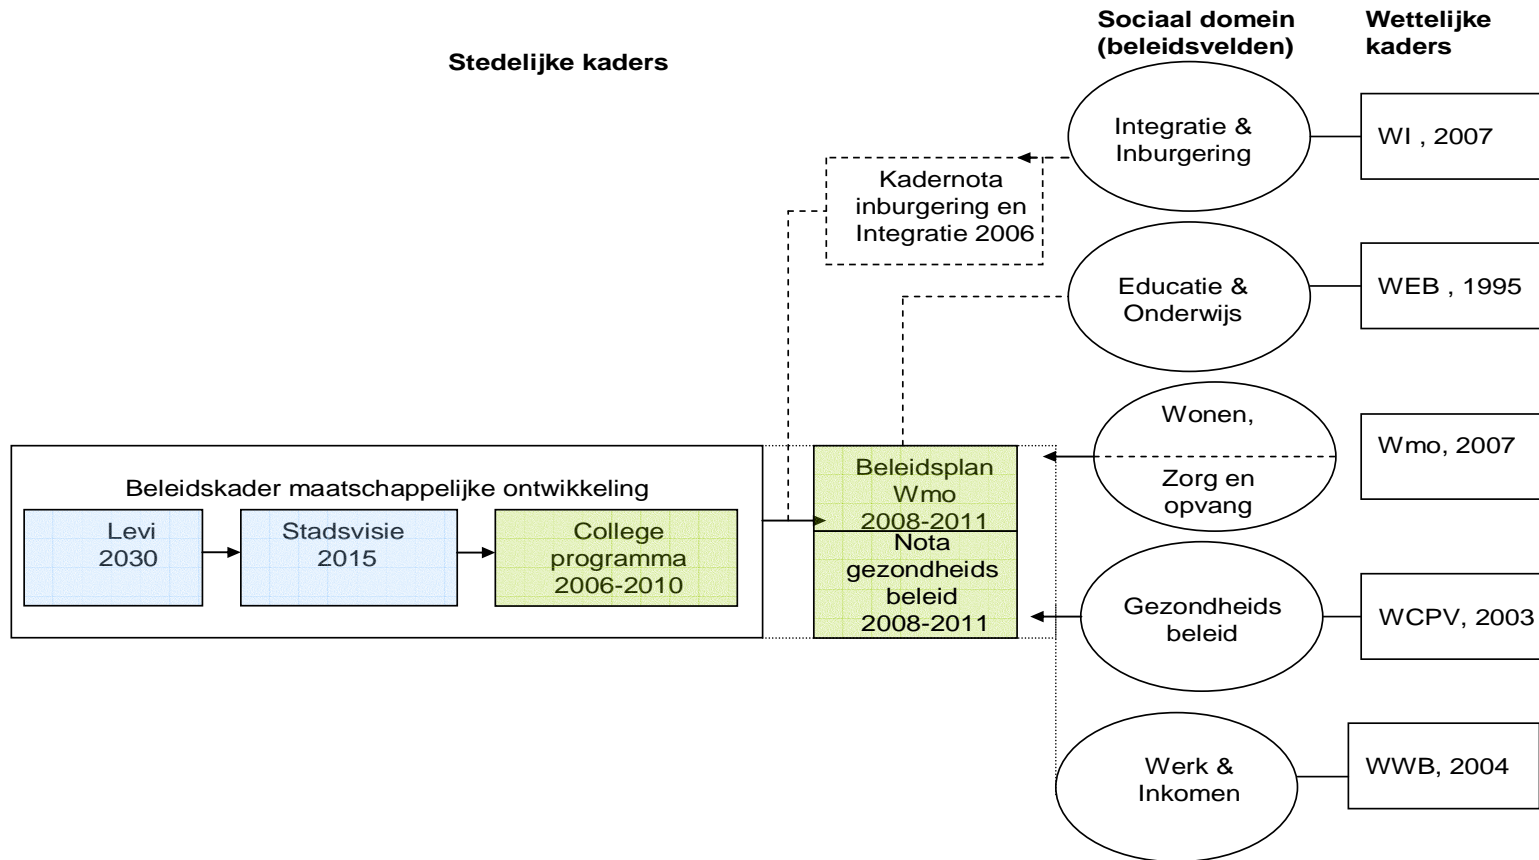 Stedelijke kaders
Sociaal domein
(beleidsvelden)
Wettelijke
kaders
Integratie &
Inburgering
WI , 2007
Kadernota
inburgering en
Integratie 2006
Educatie &
Onderwijs
WEB , 1995
Wonen,
Zorg en
opvang
Wmo, 2007
Beleidskader maatschappelijke ontwikkeling
Levi
2030
Stadsvisie
2015
College
programma
2006-2010
Beleidsplan
Wmo
2008-2011
Nota
gezondheids
beleid
2008-2011
Gezondheids
beleid
WCPV, 2003
Werk &
Inkomen
WWB, 2004